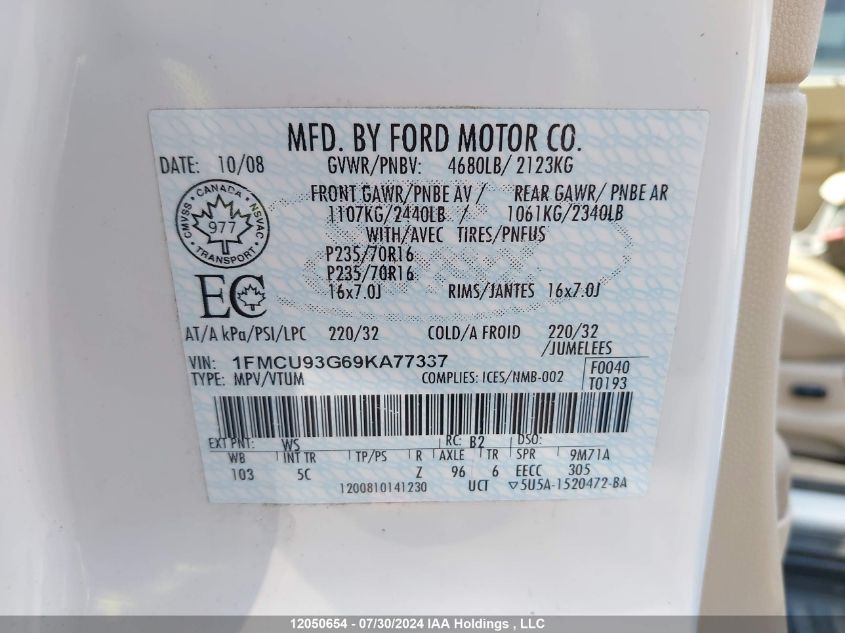 MFD. BY FORD MOTOR CO.
DATE: 10/08 GVWR/PNBV: 4680LB/ 2123KG
FRONT GAWR/PNBE AV / REAR GAWR/ PNBE AR
1107KG/2440LB / 1061KG/2340LB
WITH/AVEC TIRES/PNEUS
P235/70R16
P235/70R16
16x7.0J RIMS/JANTES 16x7.0J
CANADA
CMVSS 977 NSVAC
TRANSPORT
EC
AT/A kPa/PSI/LPC 220/32 COLD/A FROID 220/32
/JUMELEES
VIN: 1FMCU93G69KA77337
TYPE: MPV/VTUM COMPLIES: ICES/NMB-002
F0040
T0193
EXT PNT: WS RC: B2 DSO:
WB INT TR TP/PS R AXLE TR SPR 9M71A
103 5C Z 96 6 EECC 305
1200810141230 UCT 5U5A-1520472-BA
12050654 - 07/30/2024 IAA Holdings , LLC